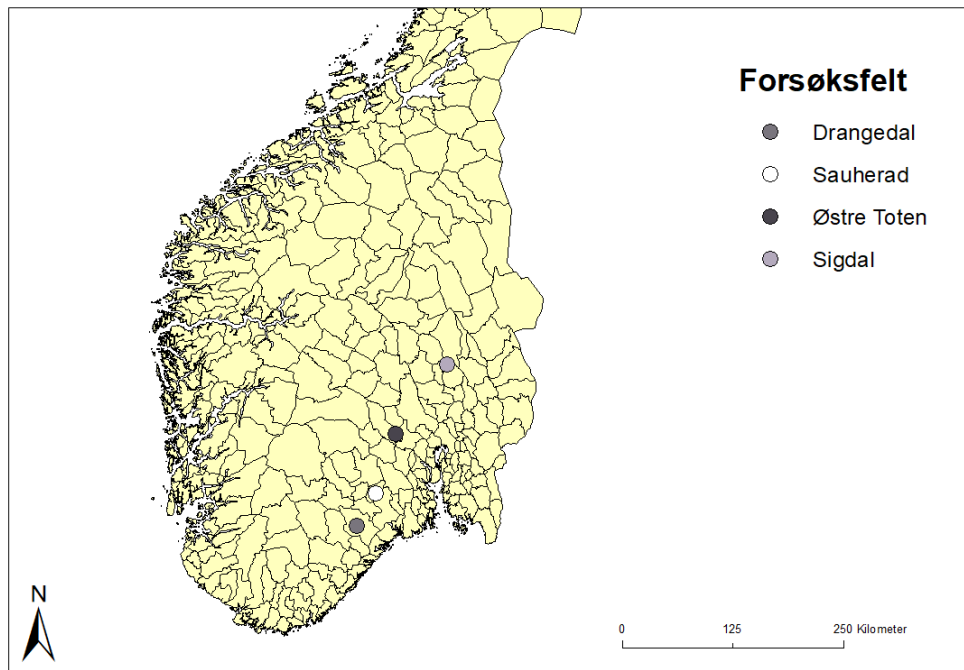 Forsøksfelt
Drangedal
Sauherad
Østre Toten
Sigdal
N
0 125 250 Kilometer